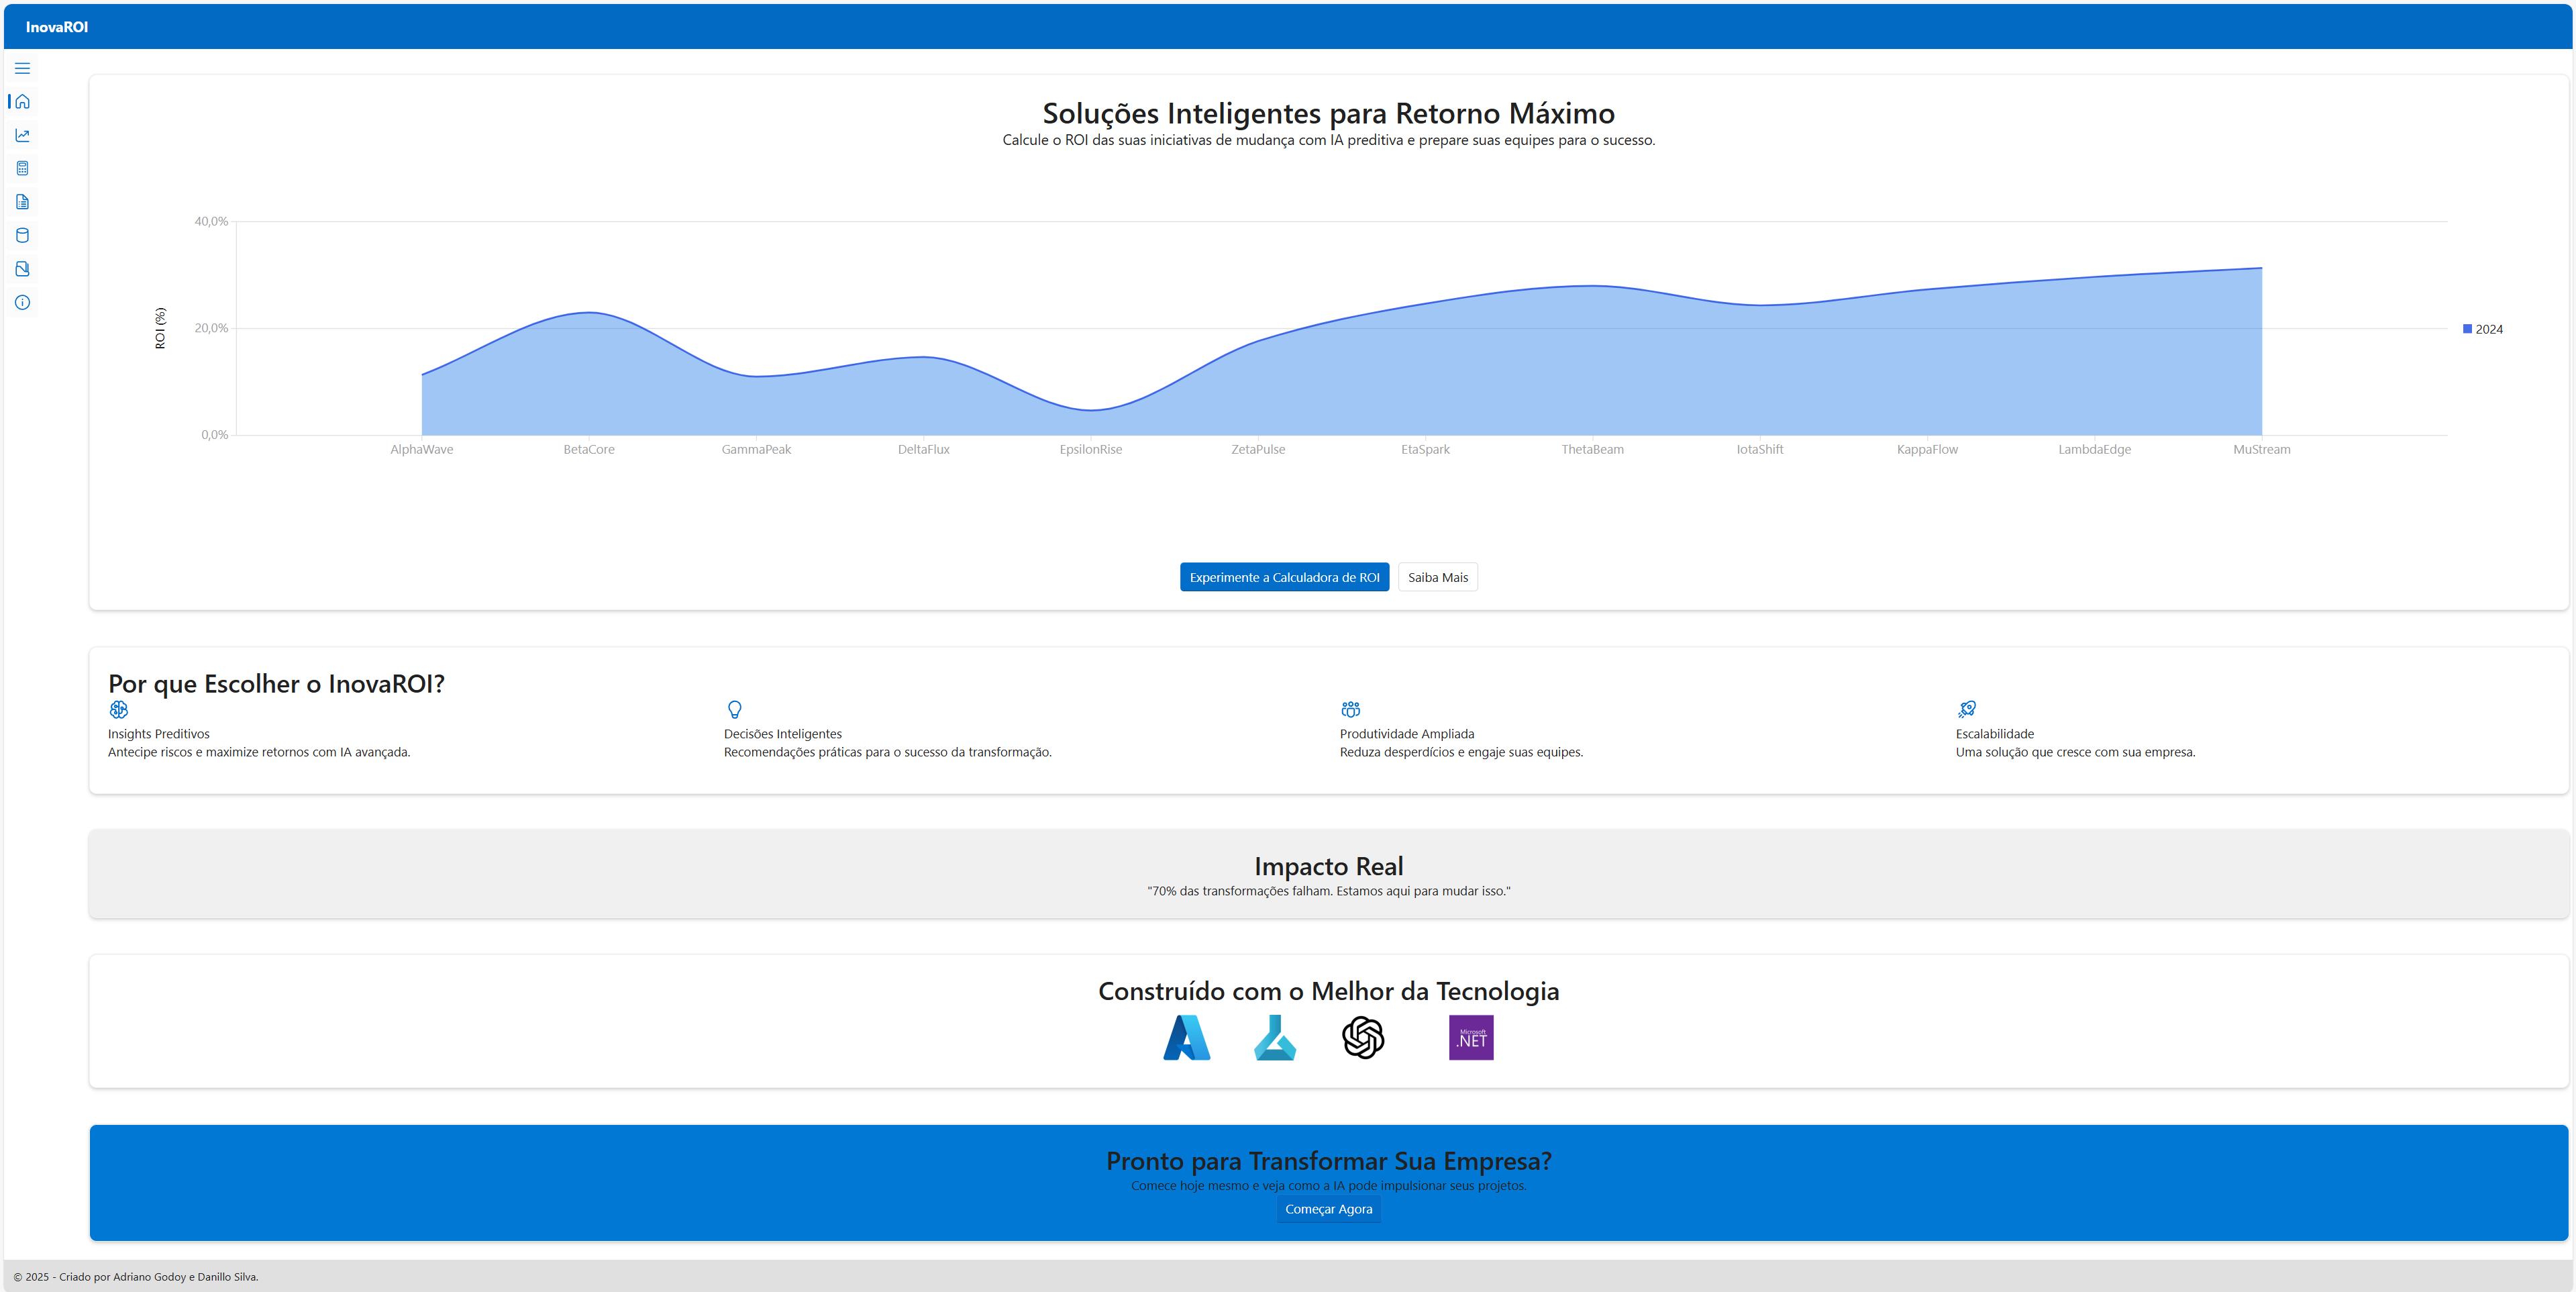 InovaROI
Soluções Inteligentes para Retorno Máximo
Calcule o ROI das suas iniciativas de mudança com IA preditiva e prepare suas equipes para o sucesso.
40,0%
20,0%
0,0%
ROI (%)
AlphaWave BetaCore GammaPeak DeltaFlux EpsilonRise ZetaPulse EtaSpark ThetaBeam IotaShift KappaFlow LambdaEdge MuStream
2024
Experimente a Calculadora de ROI Saiba Mais
Por que Escolher o InovaROI?
Insights Preditivos
Antecipe riscos e maximize retornos com IA avançada.
Decisões Inteligentes
Recomendações práticas para o sucesso da transformação.
Produtividade Ampliada
Reduza desperdícios e engaje suas equipes.
Escalabilidade
Uma solução que cresce com sua empresa.
Impacto Real
"70% das transformações falham. Estamos aqui para mudar isso."
Construído com o Melhor da Tecnologia
Microsoft
.NET
Pronto para Transformar Sua Empresa?
Comece hoje mesmo e veja como a IA pode impulsionar seus projetos.
Começar Agora
© 2025 - Criado por Adriano Godoy e Danillo Silva.